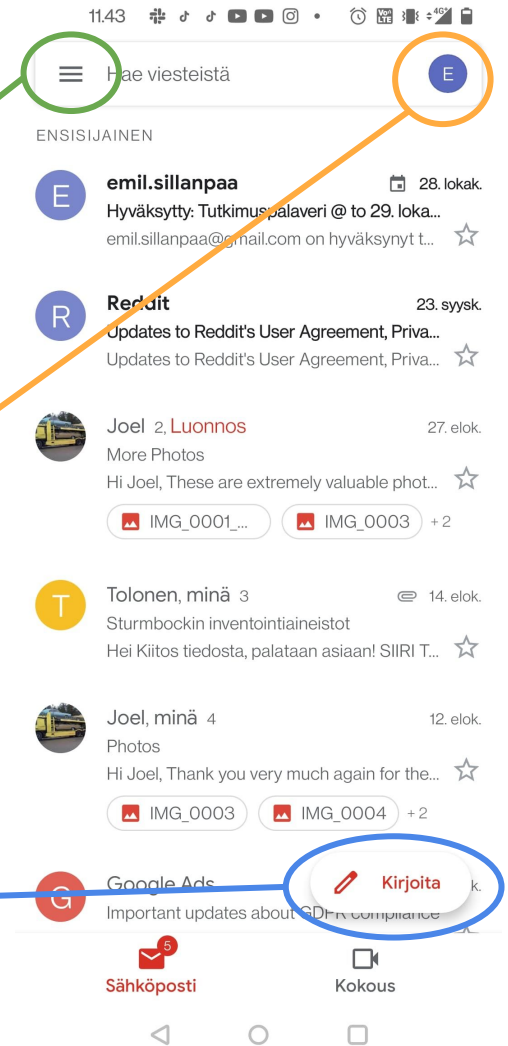 11.43
VoLTE
4G+
Hae viesteistä
E
ENSISIJAINEN
E
emil.sillanpaa
28. lokak.
Hyväksytty: Tutkimuspalaveri @ to 29. loka...
emil.sillanpaa@gmail.com on hyväksynyt t...
R
Reddit
23. syysk.
Updates to Reddit's User Agreement, Priva...
Updates to Reddit's User Agreement, Priva...
Joel 2, Luonnos
27. elok.
More Photos
Hi Joel, These are extremely valuable phot...
IMG_0001_...
IMG_0003
+2
T
Tolonen, minä 3
14. elok.
Sturmbockin inventointiaineistot
Hei Kiitos tiedosta, palataan asiaan! SIIRI T...
Joel, minä 4
12. elok.
Photos
Hi Joel, Thank you very much again for the...
IMG_0003
IMG_0004
+2
G
Google Ads
k.
Kirjoita
Important updates about GDPR compliance
5
Sähköposti
Kokous